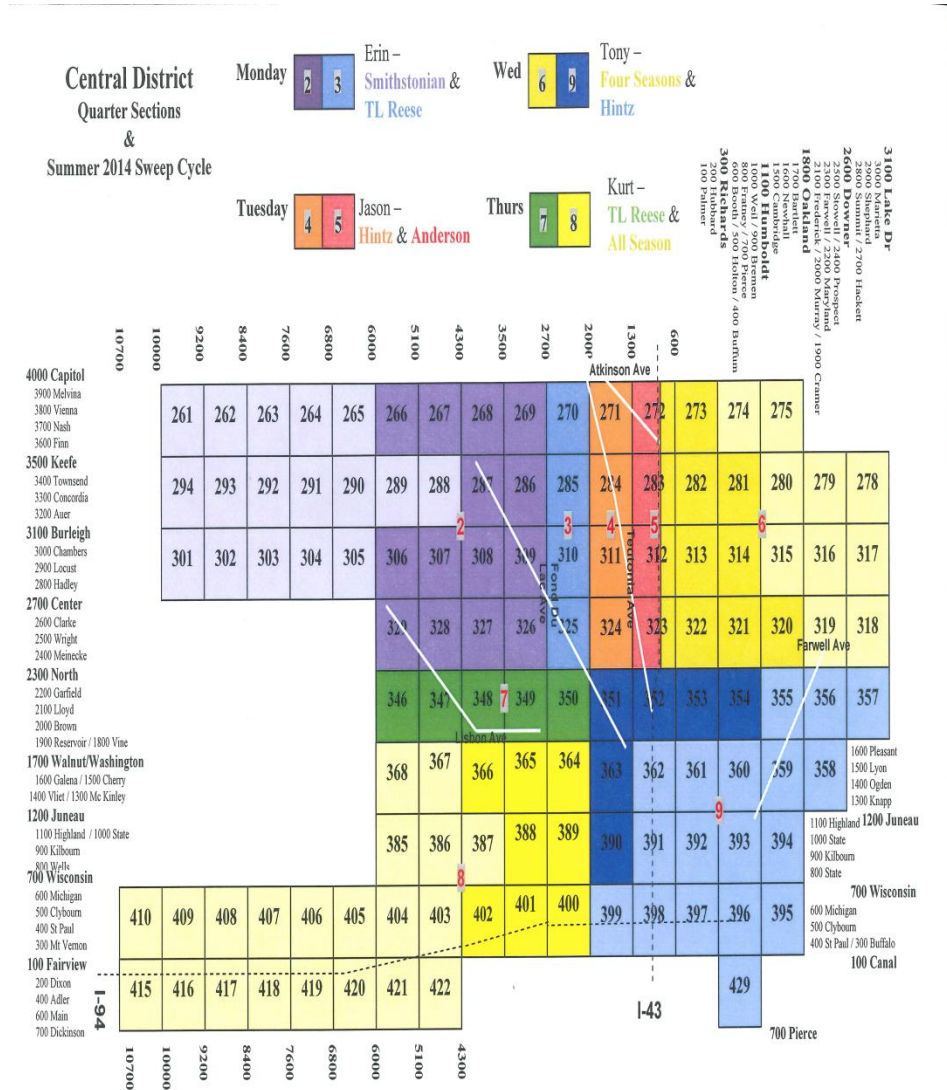 Central District
Quarter Sections
&
Summer 2014 Sweep Cycle
Monday
2 3
Erin –
Smithstonian &
TL Reese
Wed
6 9
Tony –
Four Seasons &
Hintz
Tuesday
4 5
Jason –
Hintz & Anderson
Thurs
7 8
Kurt –
TL Reese &
All Season
3100 Lake Dr
3000 Marietta
2900 Shephard
2800 Summit / 2700 Hackett
2600 Downer
2500 Stowell / 2400 Prospect
2300 Farwell / 2200 Maryland
2100 Frederick / 2000 Murray / 1900 Cramer
1800 Oakland
1700 Bartlett
1600 Newhall
1500 Cambridge
1100 Humboldt
1000 Weil / 900 Bremen
800 Fratney / 700 Pierce
600 Booth / 500 Holton / 400 Buffum
300 Richards
200 Hubbard
100 Palmer
10700 10000 9200 8400 7600 6800 6000 5100 4300 3500 2700 2000 1300 600
Atkinson Ave
4000 Capitol
3900 Melvina
3800 Vienna
3700 Nash
3600 Finn
261 262 263 264 265 266 267 268 269 270 271 272 273 274 275
3500 Keefe
3400 Townsend
3300 Concordia
3200 Auer
294 293 292 291 290 289 288 287 286 285 284 283 282 281 280 279 278
2 3 4 5 6
3100 Burleigh
3000 Chambers
2900 Locust
2800 Hadley
301 302 303 304 305 306 307 308 309 310 311 312 313 314 315 316 317
Fond Du
Lac Ave
Teutonia Ave
2700 Center
2600 Clarke
2500 Wright
2400 Meinecke
329 328 327 326 325 324 323 322 321 320 319 318
Farwell Ave
2300 North
2200 Garfield
2100 Lloyd
2000 Brown
1900 Reservoir / 1800 Vine
346 347 348 349 350 351 352 353 354 355 356 357
7
Lisbon Ave
1700 Walnut/Washington
1600 Galena / 1500 Cherry
1400 Vliet / 1300 Mc Kinley
368 367 366 365 364 363 362 361 360 359 358
1600 Pleasant
1500 Lyon
1400 Ogden
1300 Knapp
9
1200 Juneau
1100 Highland / 1000 State
900 Kilbourn
800 Wells
385 386 387 388 389 390 391 392 393 394
1200 Juneau
1100 Highland
1000 State
900 Kilbourn
800 State
8
700 Wisconsin
600 Michigan
500 Clybourn
400 St Paul
300 Mt Vernon
410 409 408 407 406 405 404 403 402 401 400 399 398 397 396 395
700 Wisconsin
600 Michigan
500 Clybourn
400 St Paul / 300 Buffalo
100 Fairview
200 Dixon
400 Adler
600 Main
700 Dickinson
I-94
415 416 417 418 419 420 421 422
I-43
429
100 Canal
700 Pierce
10700 10000 9200 8400 7600 6800 6000 5100 4300